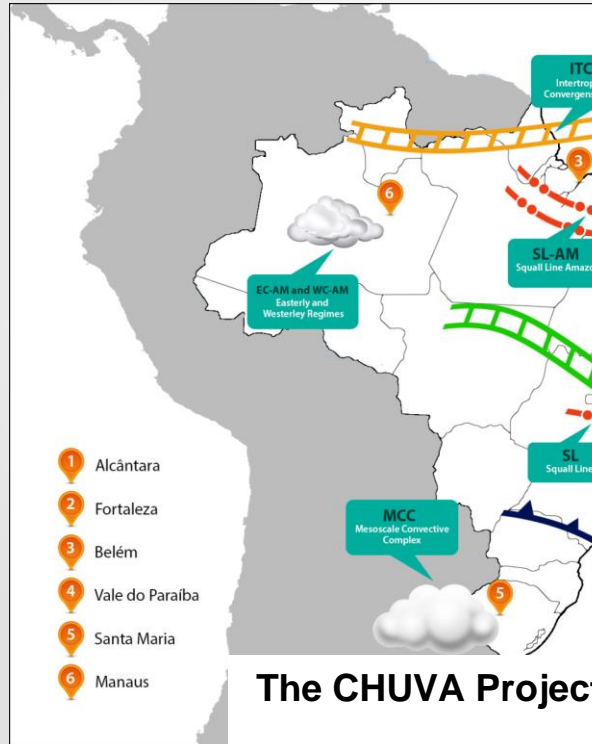 ITC
Intertrop
Convergens
3
6
SL-AM
Squall Line Amazo
EC-AM and WC-AM
Easterly and
Westerley Regimes
SL
Squall Line
MCC
Mesoscale Convective
Complex
5
1 Alcântara
2 Fortaleza
3 Belém
4 Vale do Paraíba
5 Santa Maria
6 Manaus
The CHUVA Project